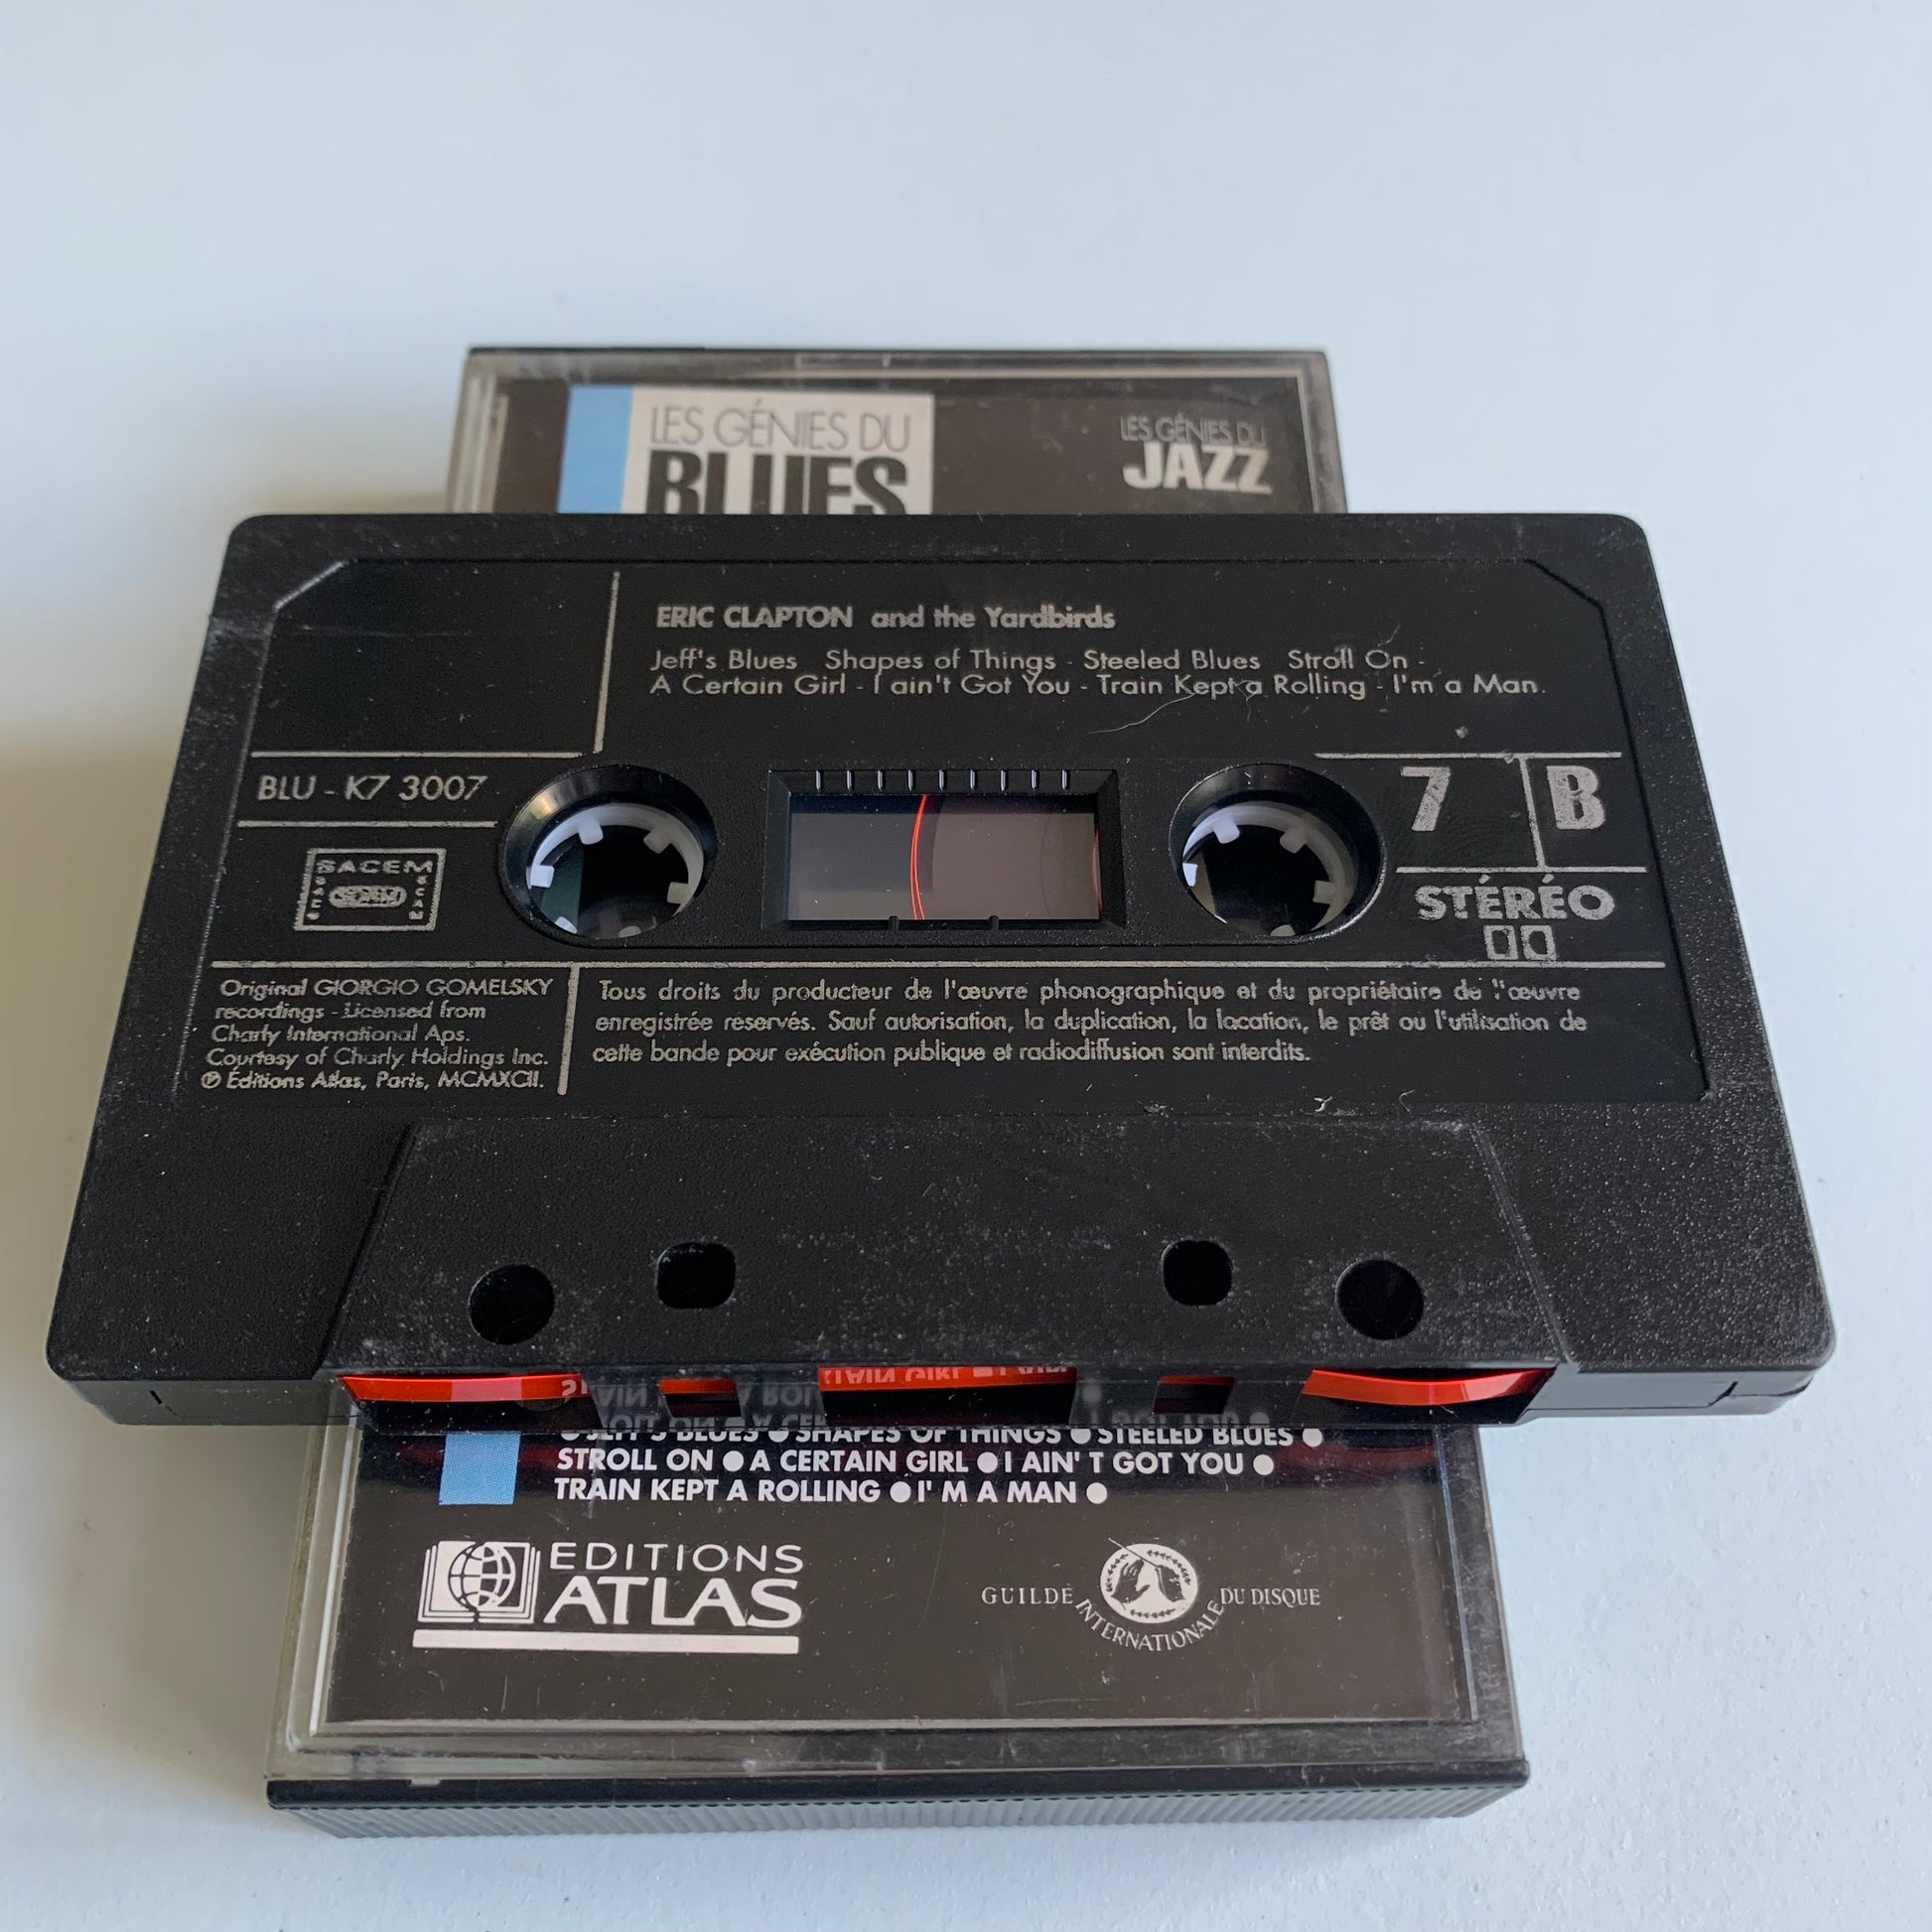 LES GÉNIES DU
BLUES
LES GÉNIES DU
JAZZ
ERIC CLAPTON and the Yardbirds
Jeff's Blues Shapes of Things - Steeled Blues Stroll On -
A Certain Girl - I ain't Got You - Train Kept a Rolling - I'm a Man.
BLU - K7 3007
7 B
SACEM
STÉRÉO
Original GIORGIO GOMELSKY
recordings - Licensed from
Charly International Aps.
Courtesy of Charly Holdings Inc.
℗ Éditions Atlas, Paris, MCMXCII.
Tous droits du producteur de l'œuvre phonographique et du propriétaire de l'œuvre
enregistrée reservés. Sauf autorisation, la duplication, la location, le prêt ou l'utilisation de
cette bande pour exécution publique et radiodiffusion sont interdits.
● JEFF'S BLUES ● SHAPES OF THINGS ● STEELED BLUES ●
STROLL ON ● A CERTAIN GIRL ● I AIN' T GOT YOU ●
TRAIN KEPT A ROLLING ● I' M A MAN ●
EDITIONS
ATLAS
GUILDE INTERNATIONALE DU DISQUE